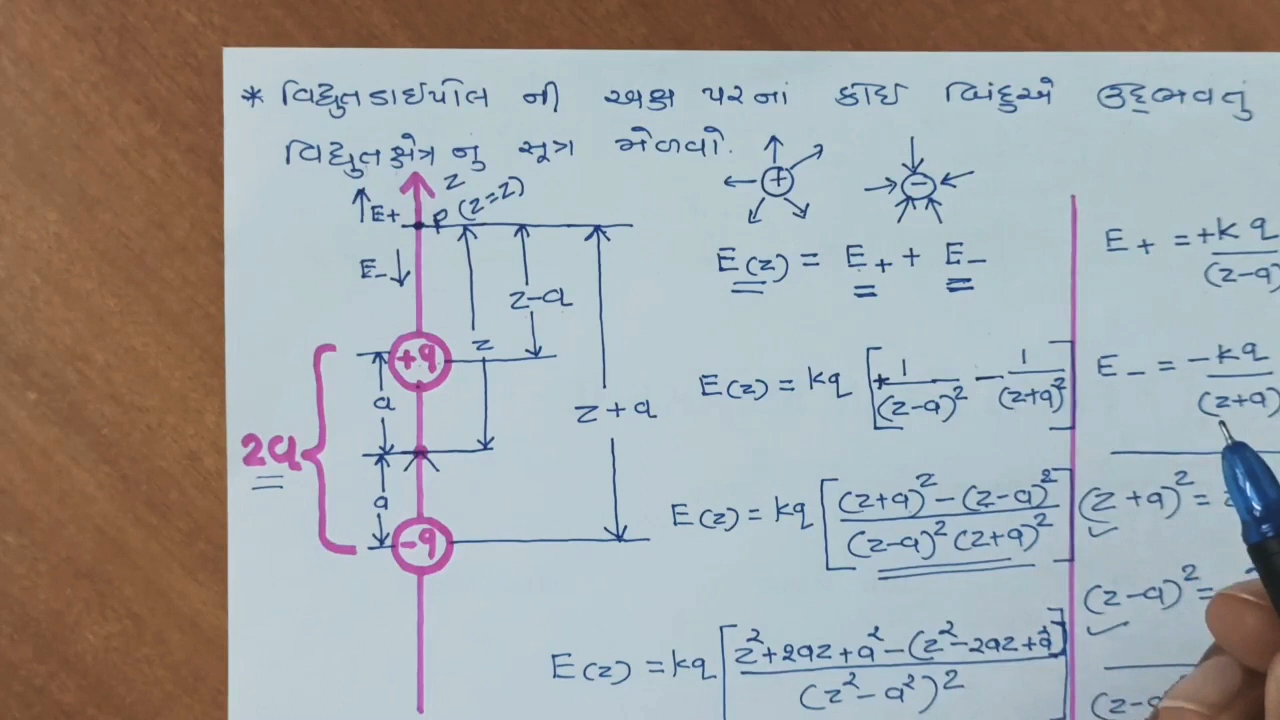 * વિદ્યુતડાઈપોલ ની અક્ષ પરનાં કોઈ બિંદુએ ઉદ્દભવતું
વિદ્યુતક્ષેત્ર નુ સૂત્ર મેળવો.
z
P (z=z)
E+
E-
z-a
z
z+a
+q
a
2a
a
-q
+
-
E(z) = E+ + E-
E(z) = kq [+1/(z-a)² - 1/(z+a)²]
E(z) = kq [(z+a)² - (z-a)² / (z-a)² (z+a)²]
E(z) = kq [z²+2az+a²-(z²-2az+a²) / (z²-a²)²]
E+ = +kq / (z-a)
E- = -kq / (z+a)
(z+a)² =
(z-a)² =